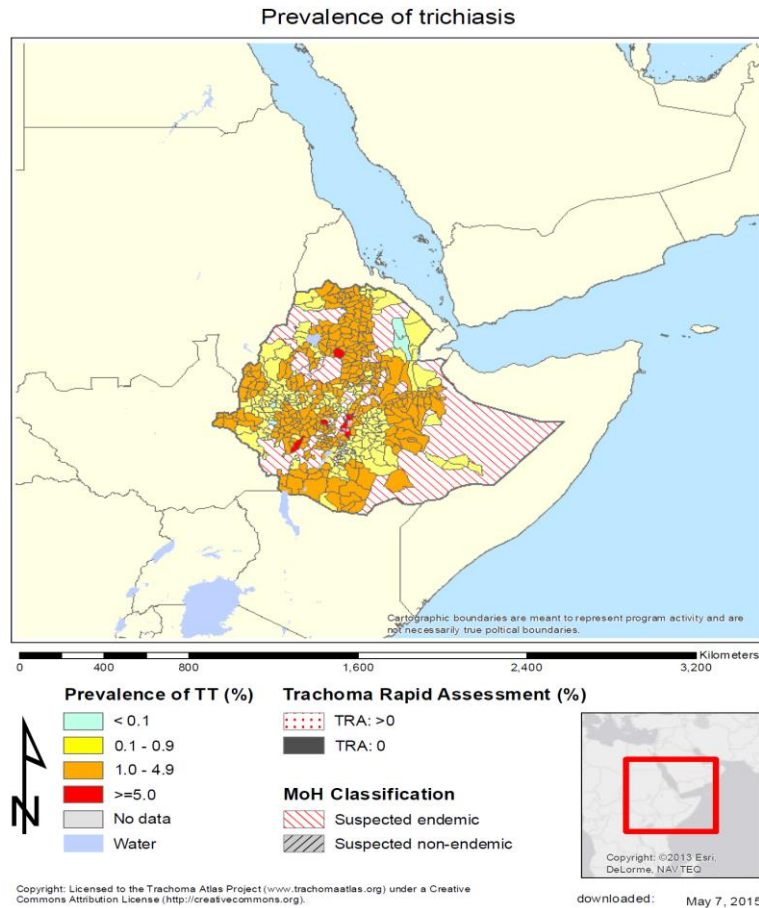 Prevalence of trichiasis
Cartographic boundaries are meant to represent program activity and are
not necessarily true poltical boundaries.
Kilometers
0 400 800 1,600 2,400 3,200
Prevalence of TT (%)
< 0.1
0.1 - 0.9
1.0 - 4.9
>=5.0
No data
Water
Trachoma Rapid Assessment (%)
TRA: >0
TRA: 0
MoH Classification
Suspected endemic
Suspected non-endemic
N
Copyright: ©2013 Esri,
DeLorme, NAVTEQ
Copyright: Licensed to the Trachoma Atlas Project (www.trachomaatlas.org) under a Creative
Commons Attribution License (http://creativecommons.org).
downloaded: May 7, 2015